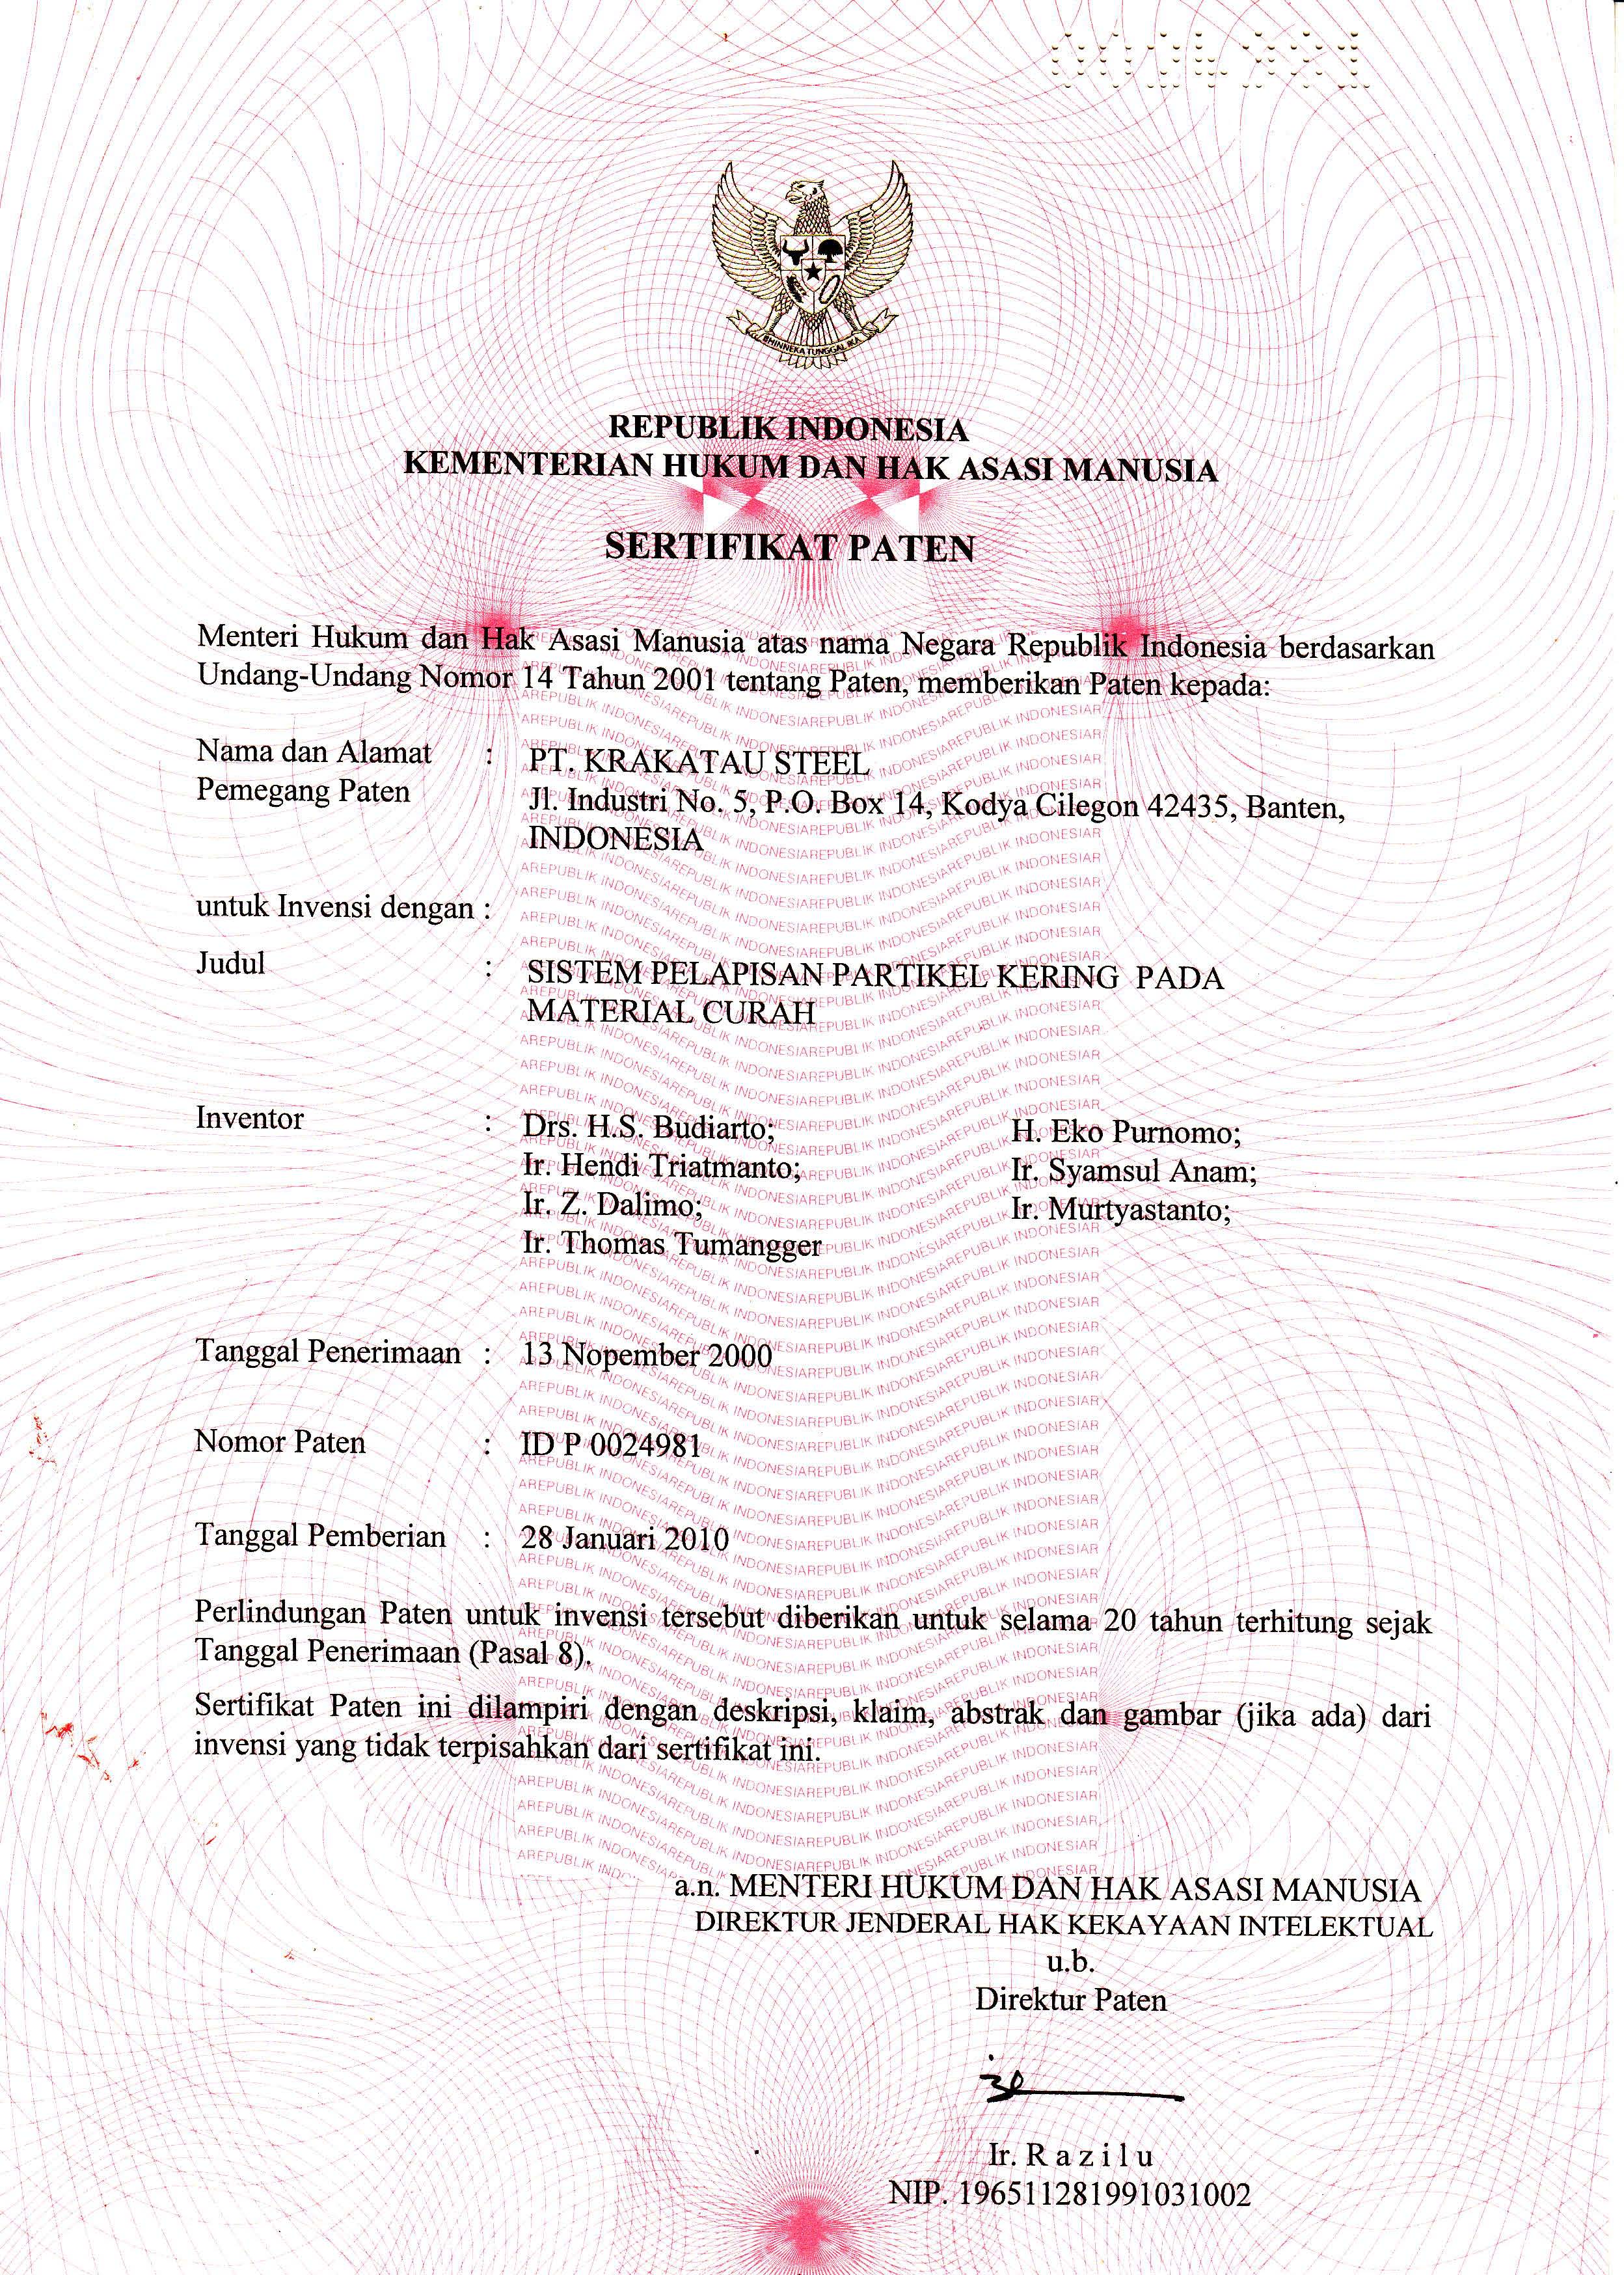 BHINNEKA TUNGGAL IKA
REPUBLIK INDONESIA
KEMENTERIAN HUKUM DAN HAK ASASI MANUSIA
SERTIFIKAT PATEN
Menteri Hukum dan Hak Asasi Manusia atas nama Negara Republik Indonesia berdasarkan
Undang-Undang Nomor 14 Tahun 2001 tentang Paten, memberikan Paten kepada:
Nama dan Alamat : PT. KRAKATAU STEEL
Pemegang Paten Jl. Industri No. 5, P.O. Box 14, Kodya Cilegon 42435, Banten,
INDONESIA
untuk Invensi dengan :
Judul : SISTEM PELAPISAN PARTIKEL KERING PADA
MATERIAL CURAH
Inventor : Drs. H.S. Budiarto; H. Eko Purnomo;
Ir. Hendi Triatmanto; Ir. Syamsul Anam;
Ir. Z. Dalimo; Ir. Murtyastanto;
Ir. Thomas Tumangger
Tanggal Penerimaan : 13 Nopember 2000
Nomor Paten : ID P 0024981
Tanggal Pemberian : 28 Januari 2010
Perlindungan Paten untuk invensi tersebut diberikan untuk selama 20 tahun terhitung sejak
Tanggal Penerimaan (Pasal 8).
Sertifikat Paten ini dilampiri dengan deskripsi, klaim, abstrak dan gambar (jika ada) dari
invensi yang tidak terpisahkan dari sertifikat ini.
a.n. MENTERI HUKUM DAN HAK ASASI MANUSIA
DIREKTUR JENDERAL HAK KEKAYAAN INTELEKTUAL
u.b.
Direktur Paten
Ir. R a z i l u
NIP. 196511281991031002